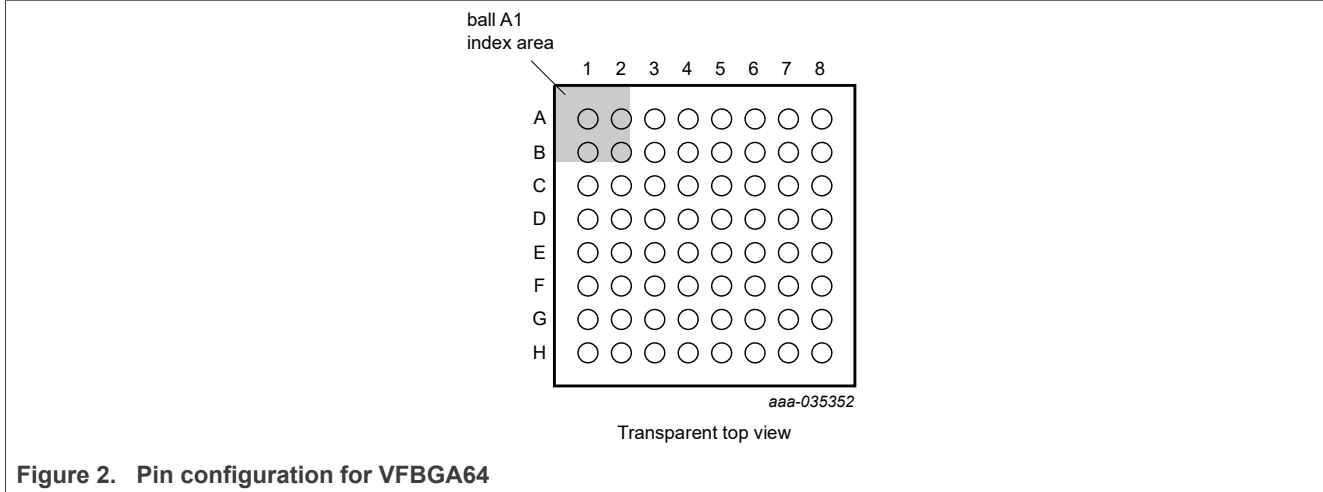 ball A1
index area
1 2 3 4 5 6 7 8
A
B
C
D
E
F
G
H
aaa-035352
Transparent top view
Figure 2. Pin configuration for VFBGA64